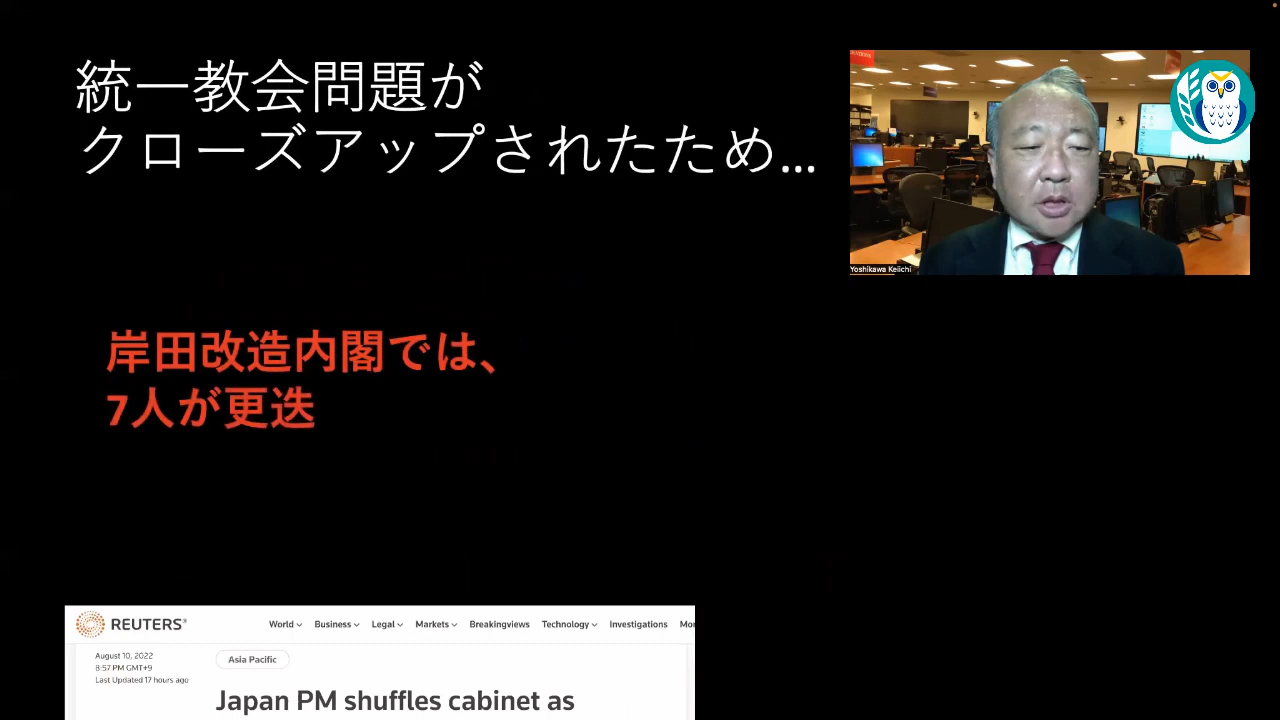 統一教会問題が
クローズアップされたため...
Yoshikawa Keiichi
岸田改造内閣では、
7人が更迭
REUTERS®
World Business Legal Markets Breakingviews Technology Investigations Mor
August 10, 2022
8:57 PM GMT+9
Last Updated 17 hours ago
Asia Pacific
Japan PM shuffles cabinet as